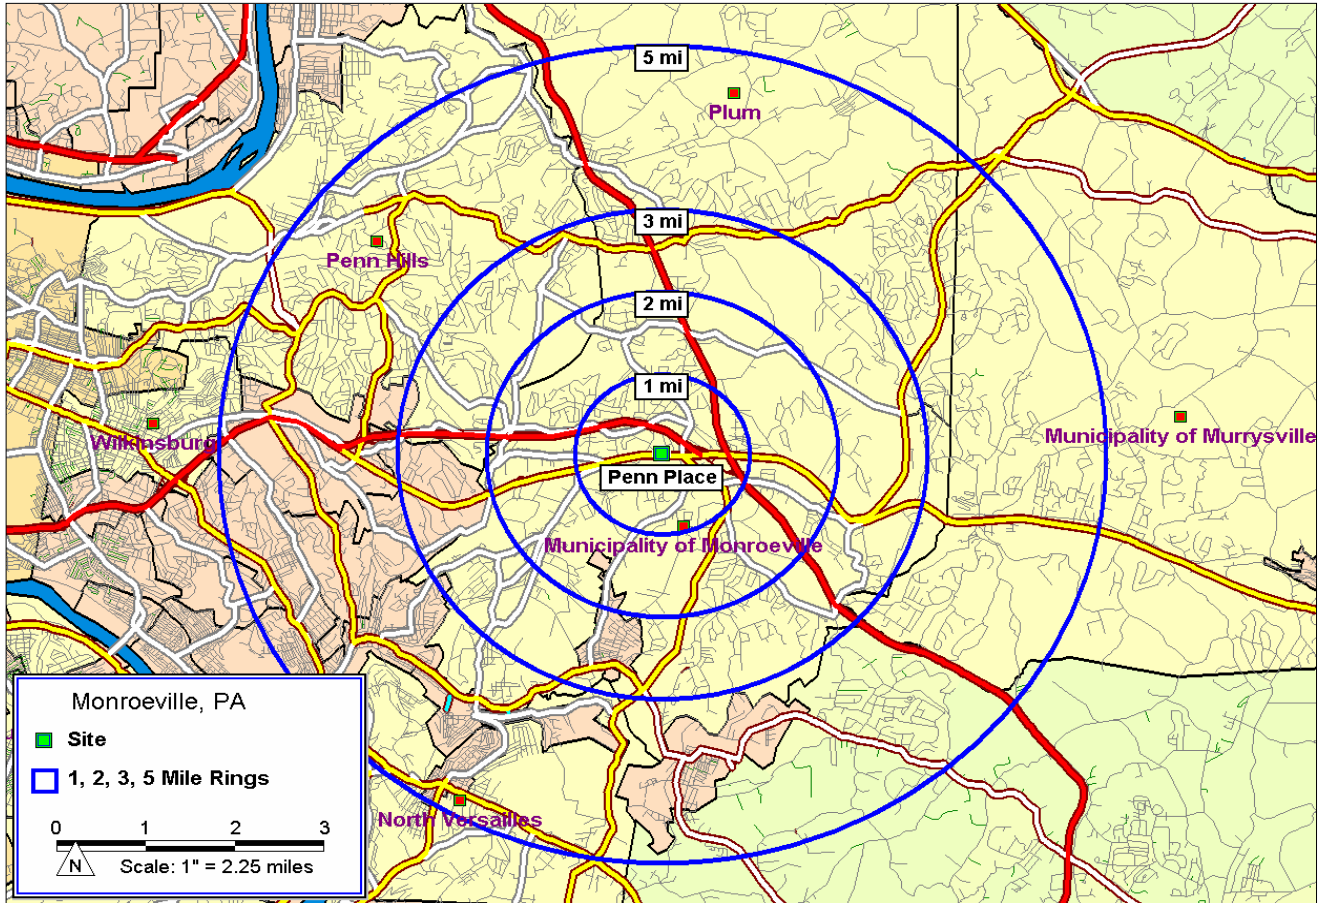 5 mi
Plum
3 mi
Penn Hills
2 mi
1 mi
Wilkinsburg
Municipality of Murrysville
Penn Place
Municipality of Monroeville
North Versailles
Monroeville, PA
Site
1, 2, 3, 5 Mile Rings
0 1 2 3
N
Scale: 1" = 2.25 miles